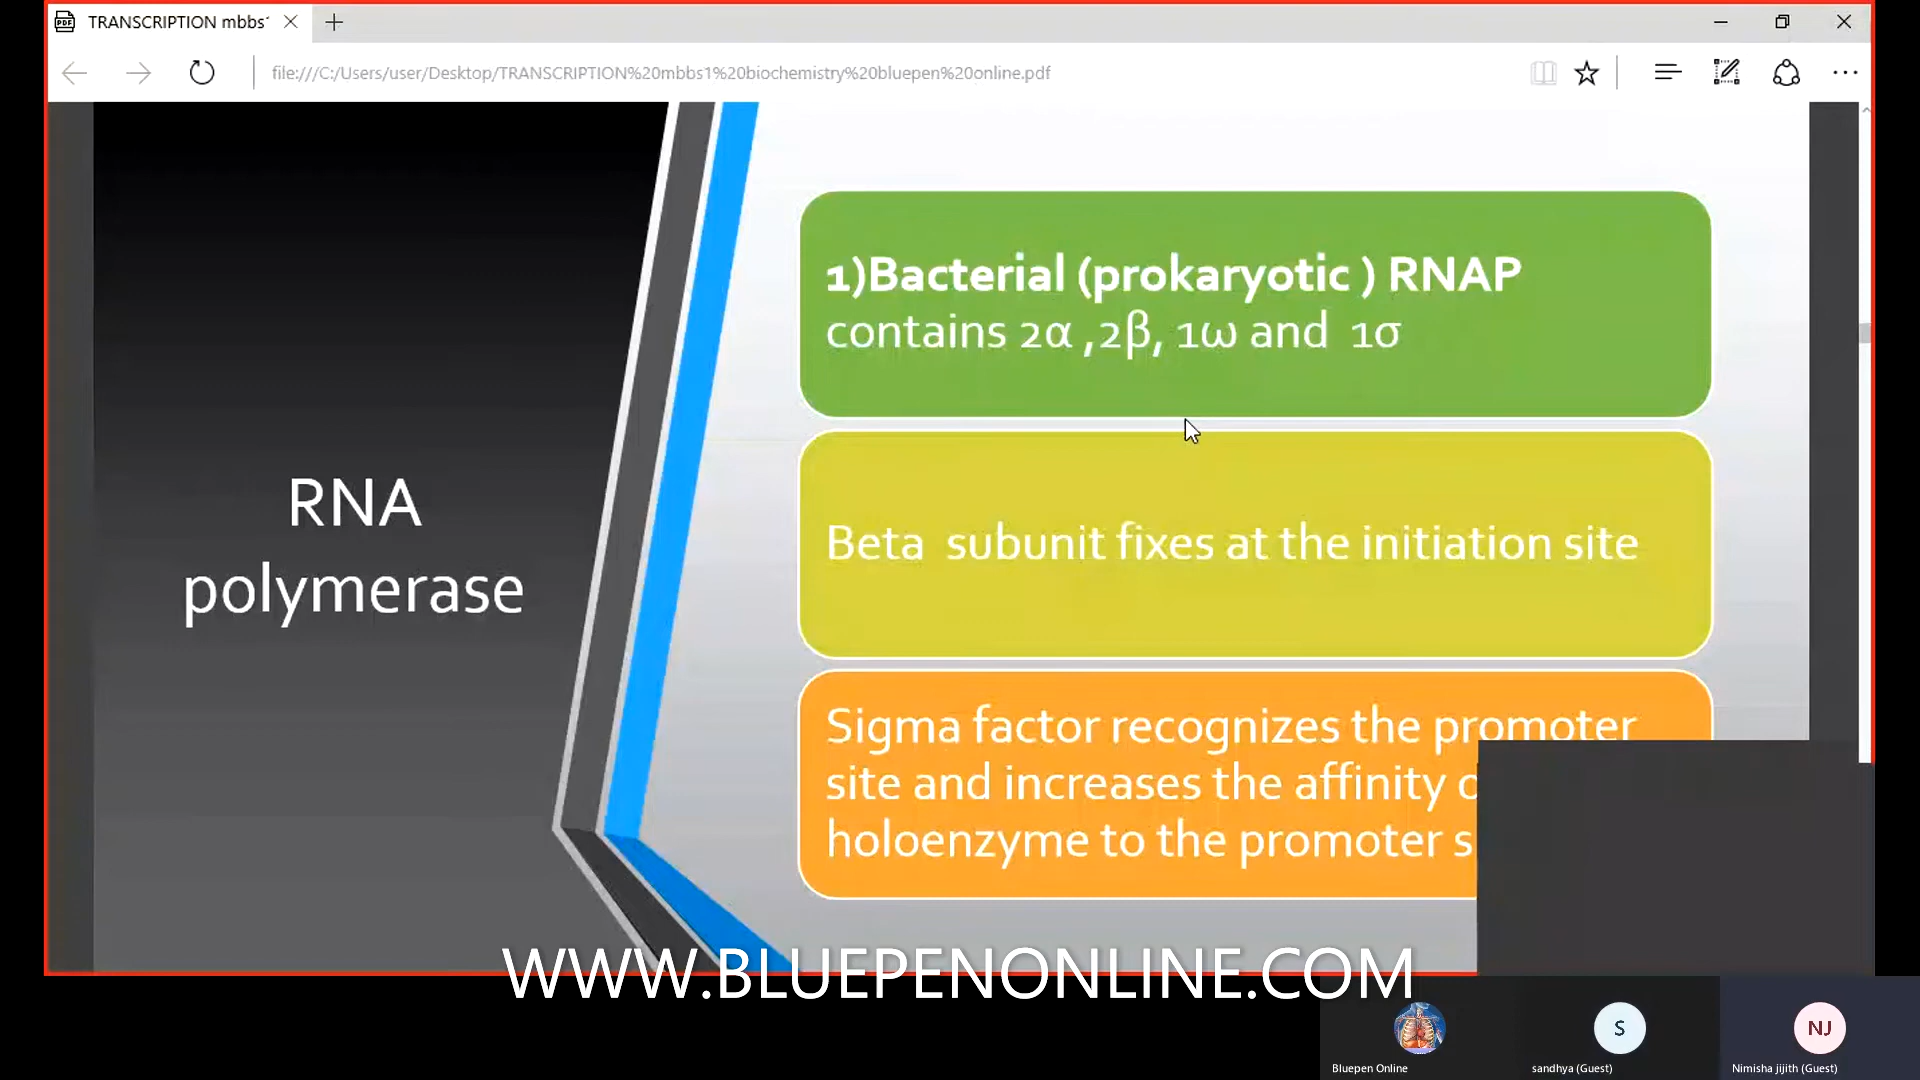 TRANSCRIPTION mbbs1
file:///C:/Users/user/Desktop/TRANSCRIPTION%20mbbs1%20biochemistry%20bluepen%20online.pdf
RNA
polymerase
1)Bacterial (prokaryotic ) RNAP
contains 2α ,2β, 1ω and 1σ
Beta subunit fixes at the initiation site
Sigma factor recognizes the promoter
site and increases the affinity
holoenzyme to the promoter
WWW.BLUEPENONLINE.COM
S
NJ
Bluepen Online
sandhya (Guest)
Nimisha jijith (Guest)